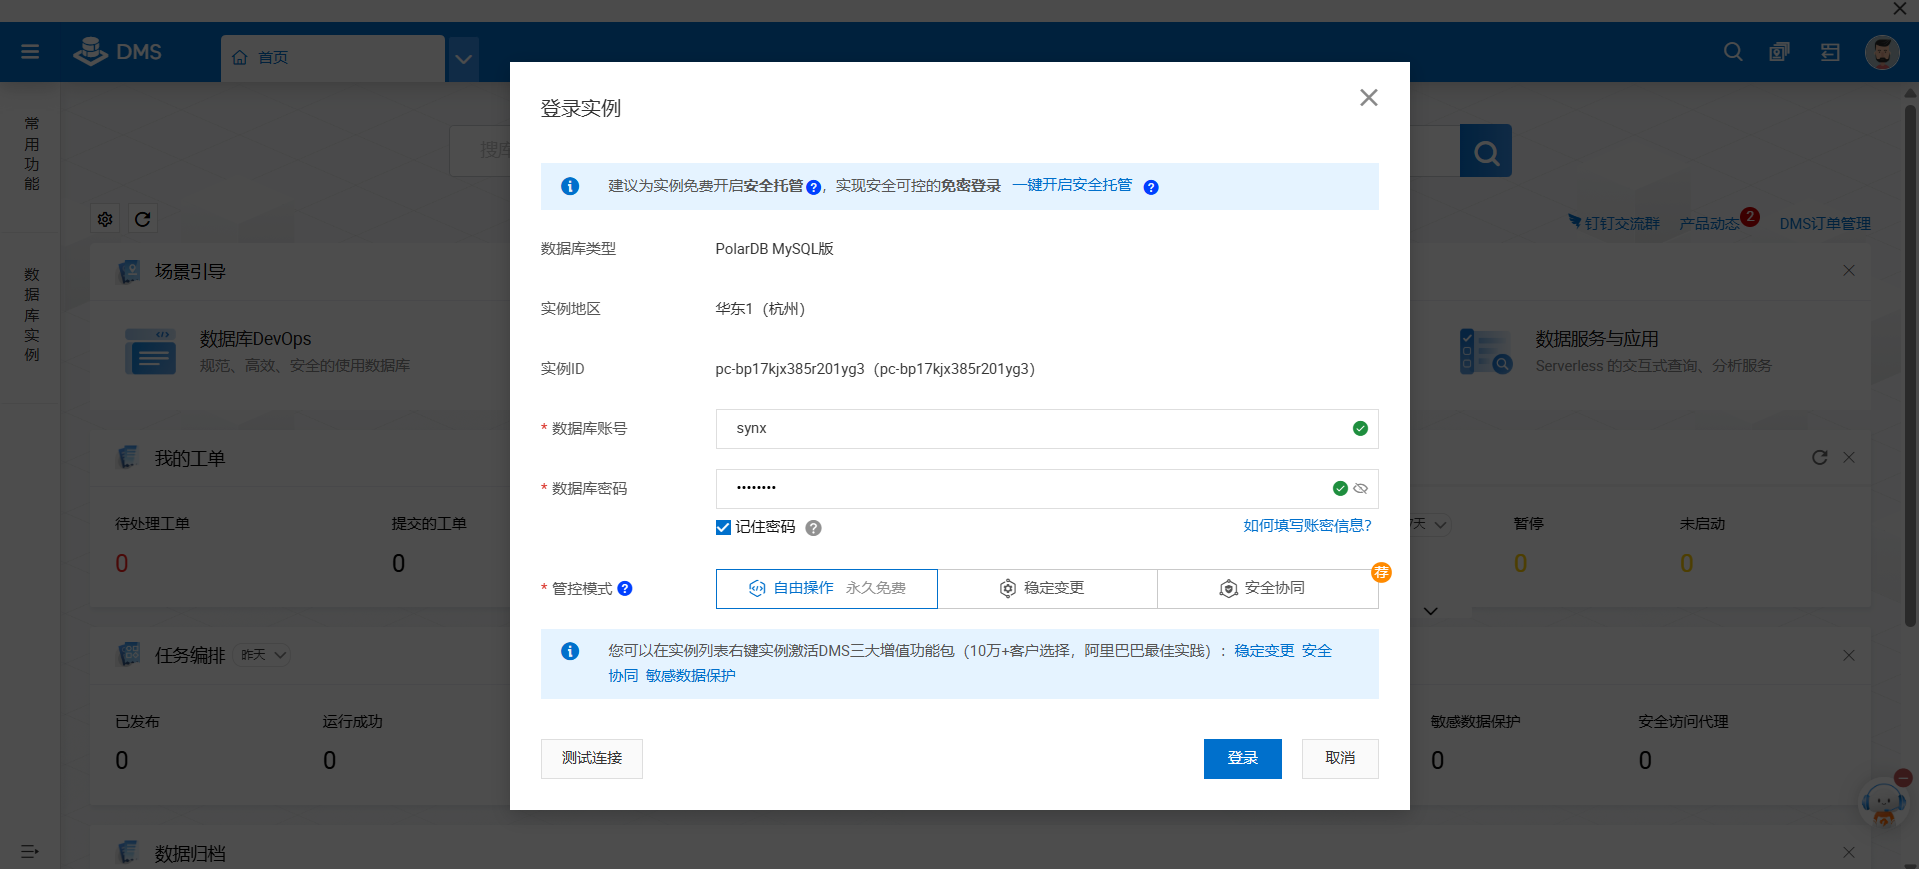 DMS
首页
常用功能
数据库实例
搜库
钉钉交流群 产品动态 2 DMS订单管理
场景引导
数据库DevOps
规范、高效、安全的使用数据库
数据服务与应用
Serverless 的交互式查询、分析服务
我的工单
待处理工单 提交的工单
0 0
7天 暂停 未启动
0 0
任务编排 昨天
已发布 运行成功
0 0
敏感数据保护 安全访问代理
0 0
数据归档
登录实例
建议为实例免费开启安全托管?，实现安全可控的免密登录 一键开启安全托管 ?
数据库类型 PolarDB MySQL版
实例地区 华东1（杭州）
实例ID pc-bp17kjx385r201yg3（pc-bp17kjx385r201yg3）
* 数据库账号 synx
* 数据库密码 ••••••••
记住密码 ? 如何填写账密信息?
* 管控模式 ? 自由操作 永久免费 稳定变更 安全协同 荐
您可以在实例列表右键实例激活DMS三大增值功能包（10万+客户选择，阿里巴巴最佳实践）：稳定变更 安全
协同 敏感数据保护
测试连接 登录 取消